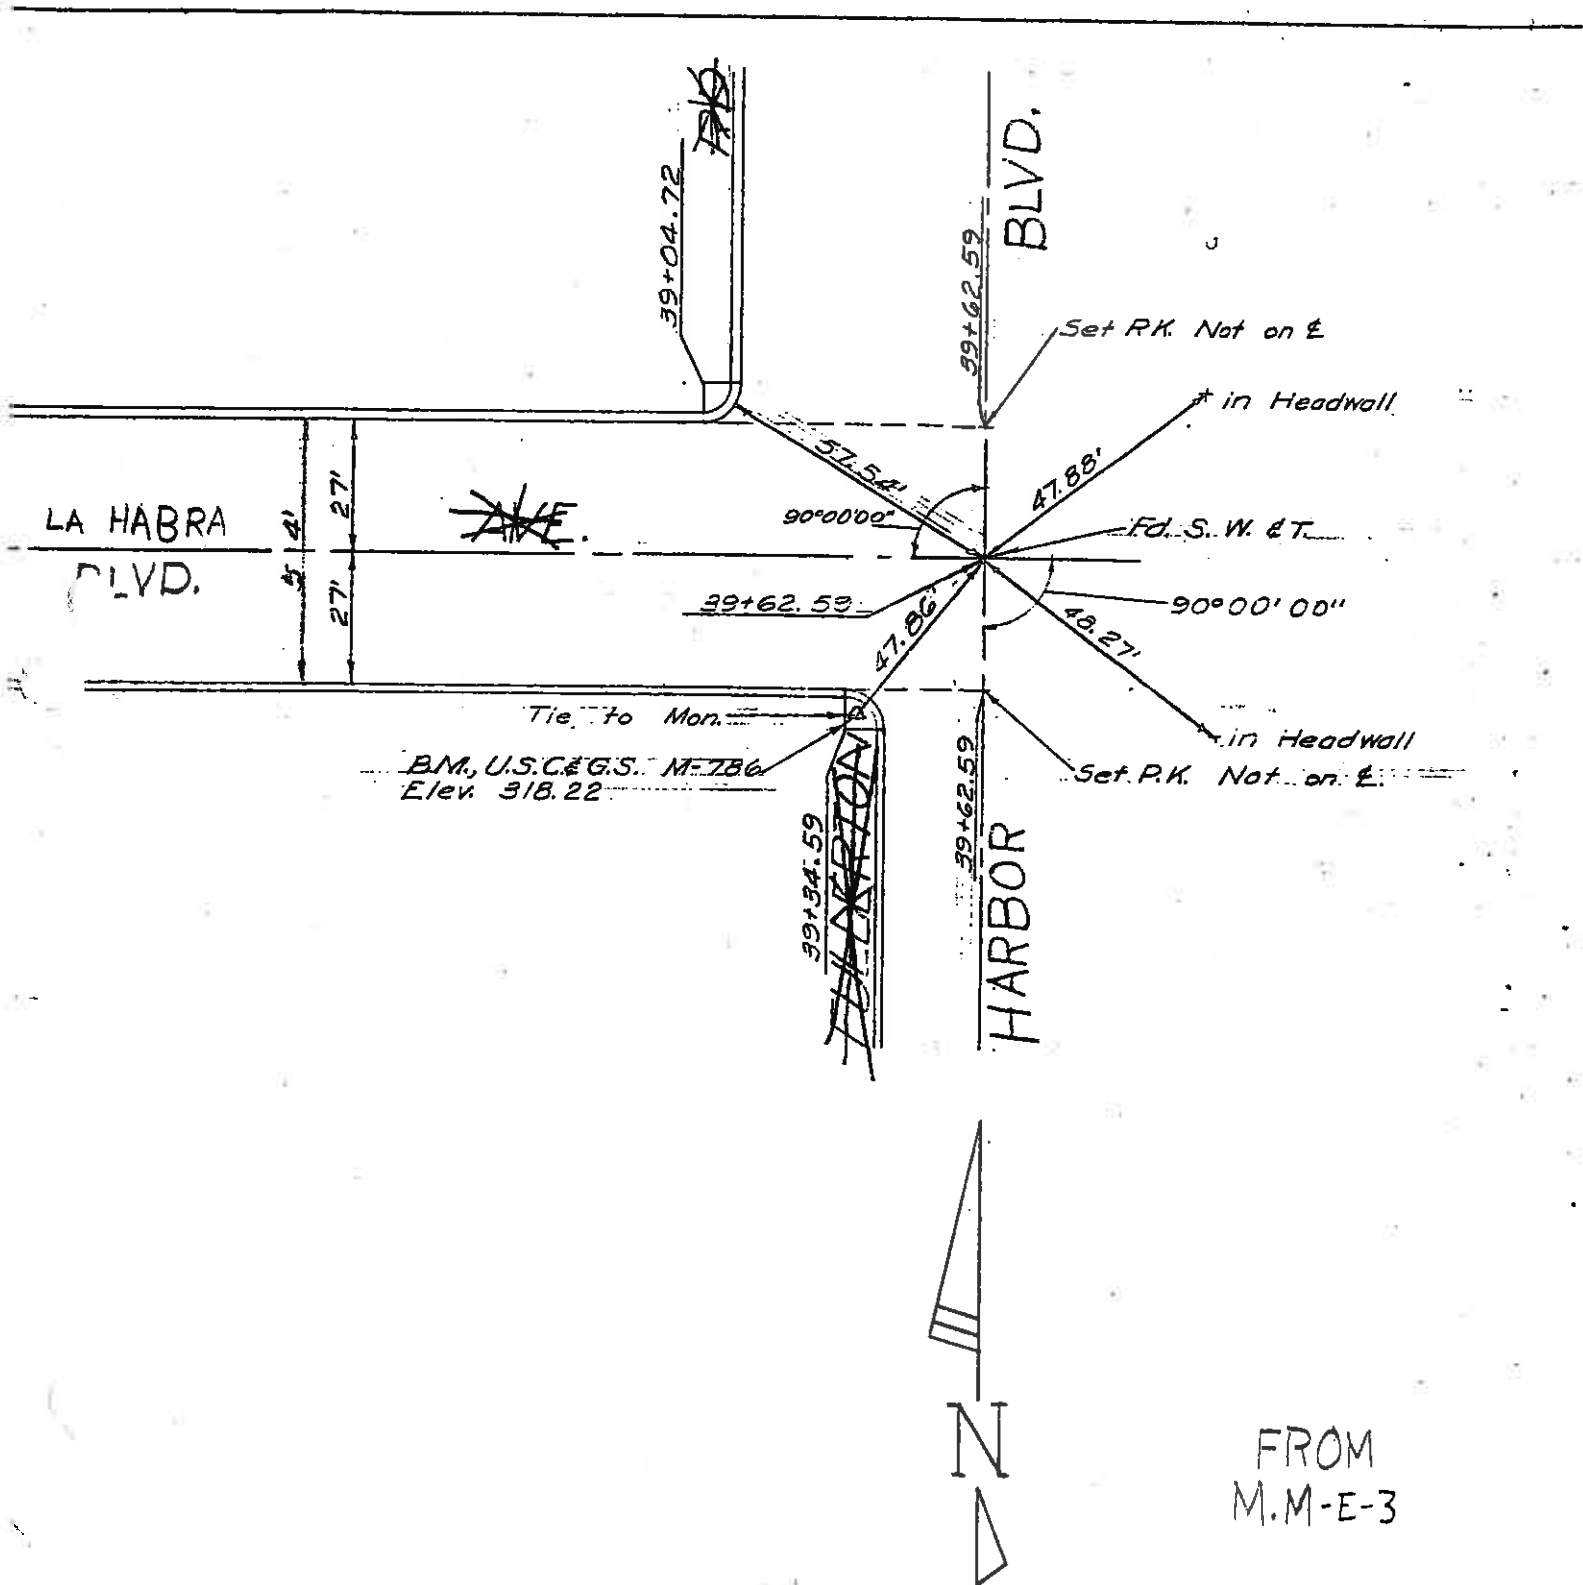 RD
39+04.72
BLVD.
39+62.59
Set P.K. Not on ℄
+ in Headwall
57.54'
47.88'
27'
54'
LA HABRA
AVE.
90°00'00"
Fd. S. W. & T.
BLVD.
27'
39+62.59
90°00'00"
47.86'
48.27'
Tie to Mon.
in Headwall
B.M., U.S.C.&G.S. M-786
Elev. 318.22
Set P.K. Not on ℄
39+62.59
39+34.59
FULLERTON
HARBOR
N
FROM
M.M-E-3